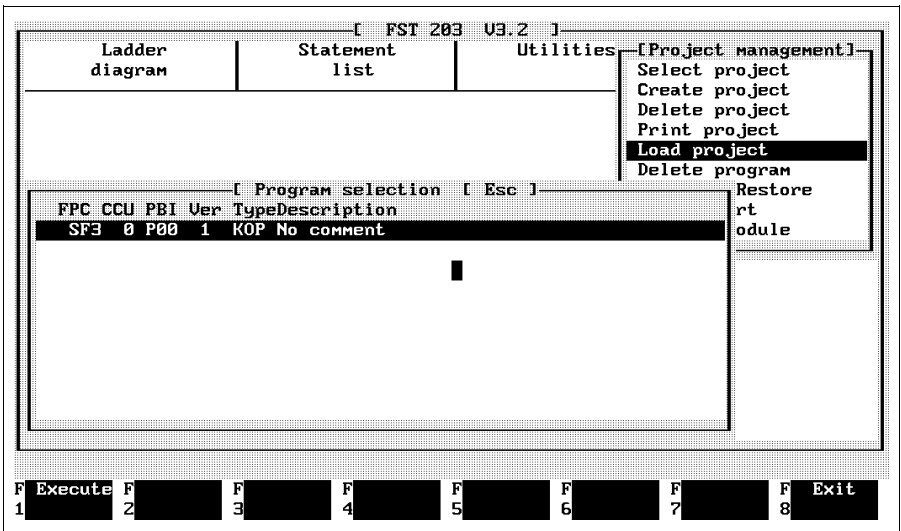 [ FST 203 V3.2 ]
Ladder diagram
Statement list
Utilities
[Project management]
Select project
Create project
Delete project
Print project
Load project
Delete program
Restore
rt
odule
[ Program selection [ Esc ]
FPC CCU PBI Ver TypeDescription
SF3 0 P00 1 KOP No comment
F1 Execute F2 F3 F4 F5 F6 F7 F8 Exit